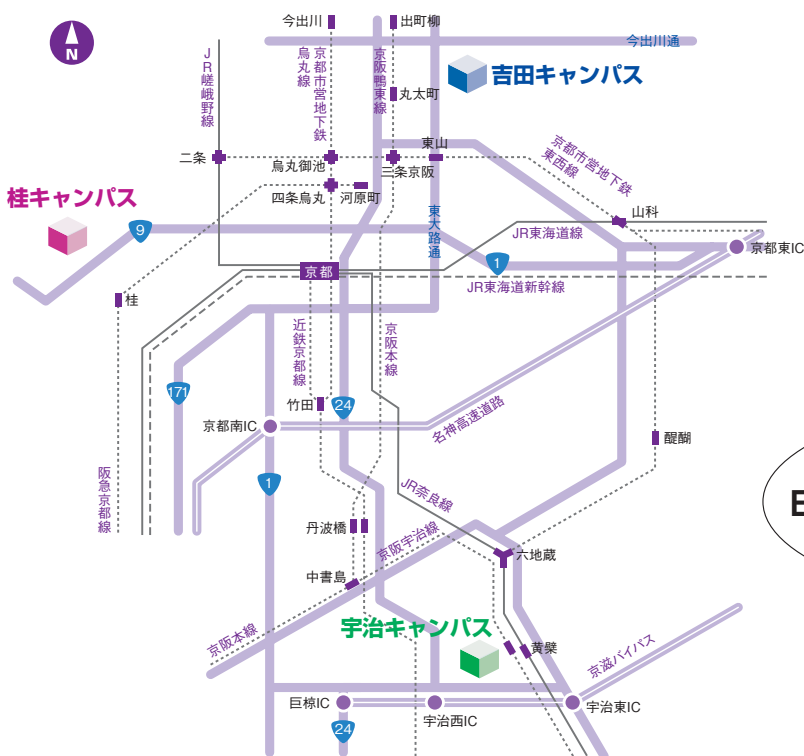 N
今出川
出町柳
今出川通
JR嵯峨野線
京都市営地下鉄
烏丸線
京阪鴨東線
吉田キャンパス
丸太町
東山
二条
烏丸御池
三条京阪
京都市営地下鉄
東西線
四条烏丸
河原町
桂キャンパス
山科
9
東大路通
JR東海道線
京都東IC
1
京都
JR東海道新幹線
桂
近鉄京都線
京阪本線
171
竹田
24
名神高速道路
京都南IC
醍醐
阪急京都線
1
JR奈良線
E
丹波橋
京阪宇治線
六地蔵
中書島
京阪本線
宇治キャンパス
黄檗
京滋バイパス
巨椋IC
宇治西IC
宇治東IC
24